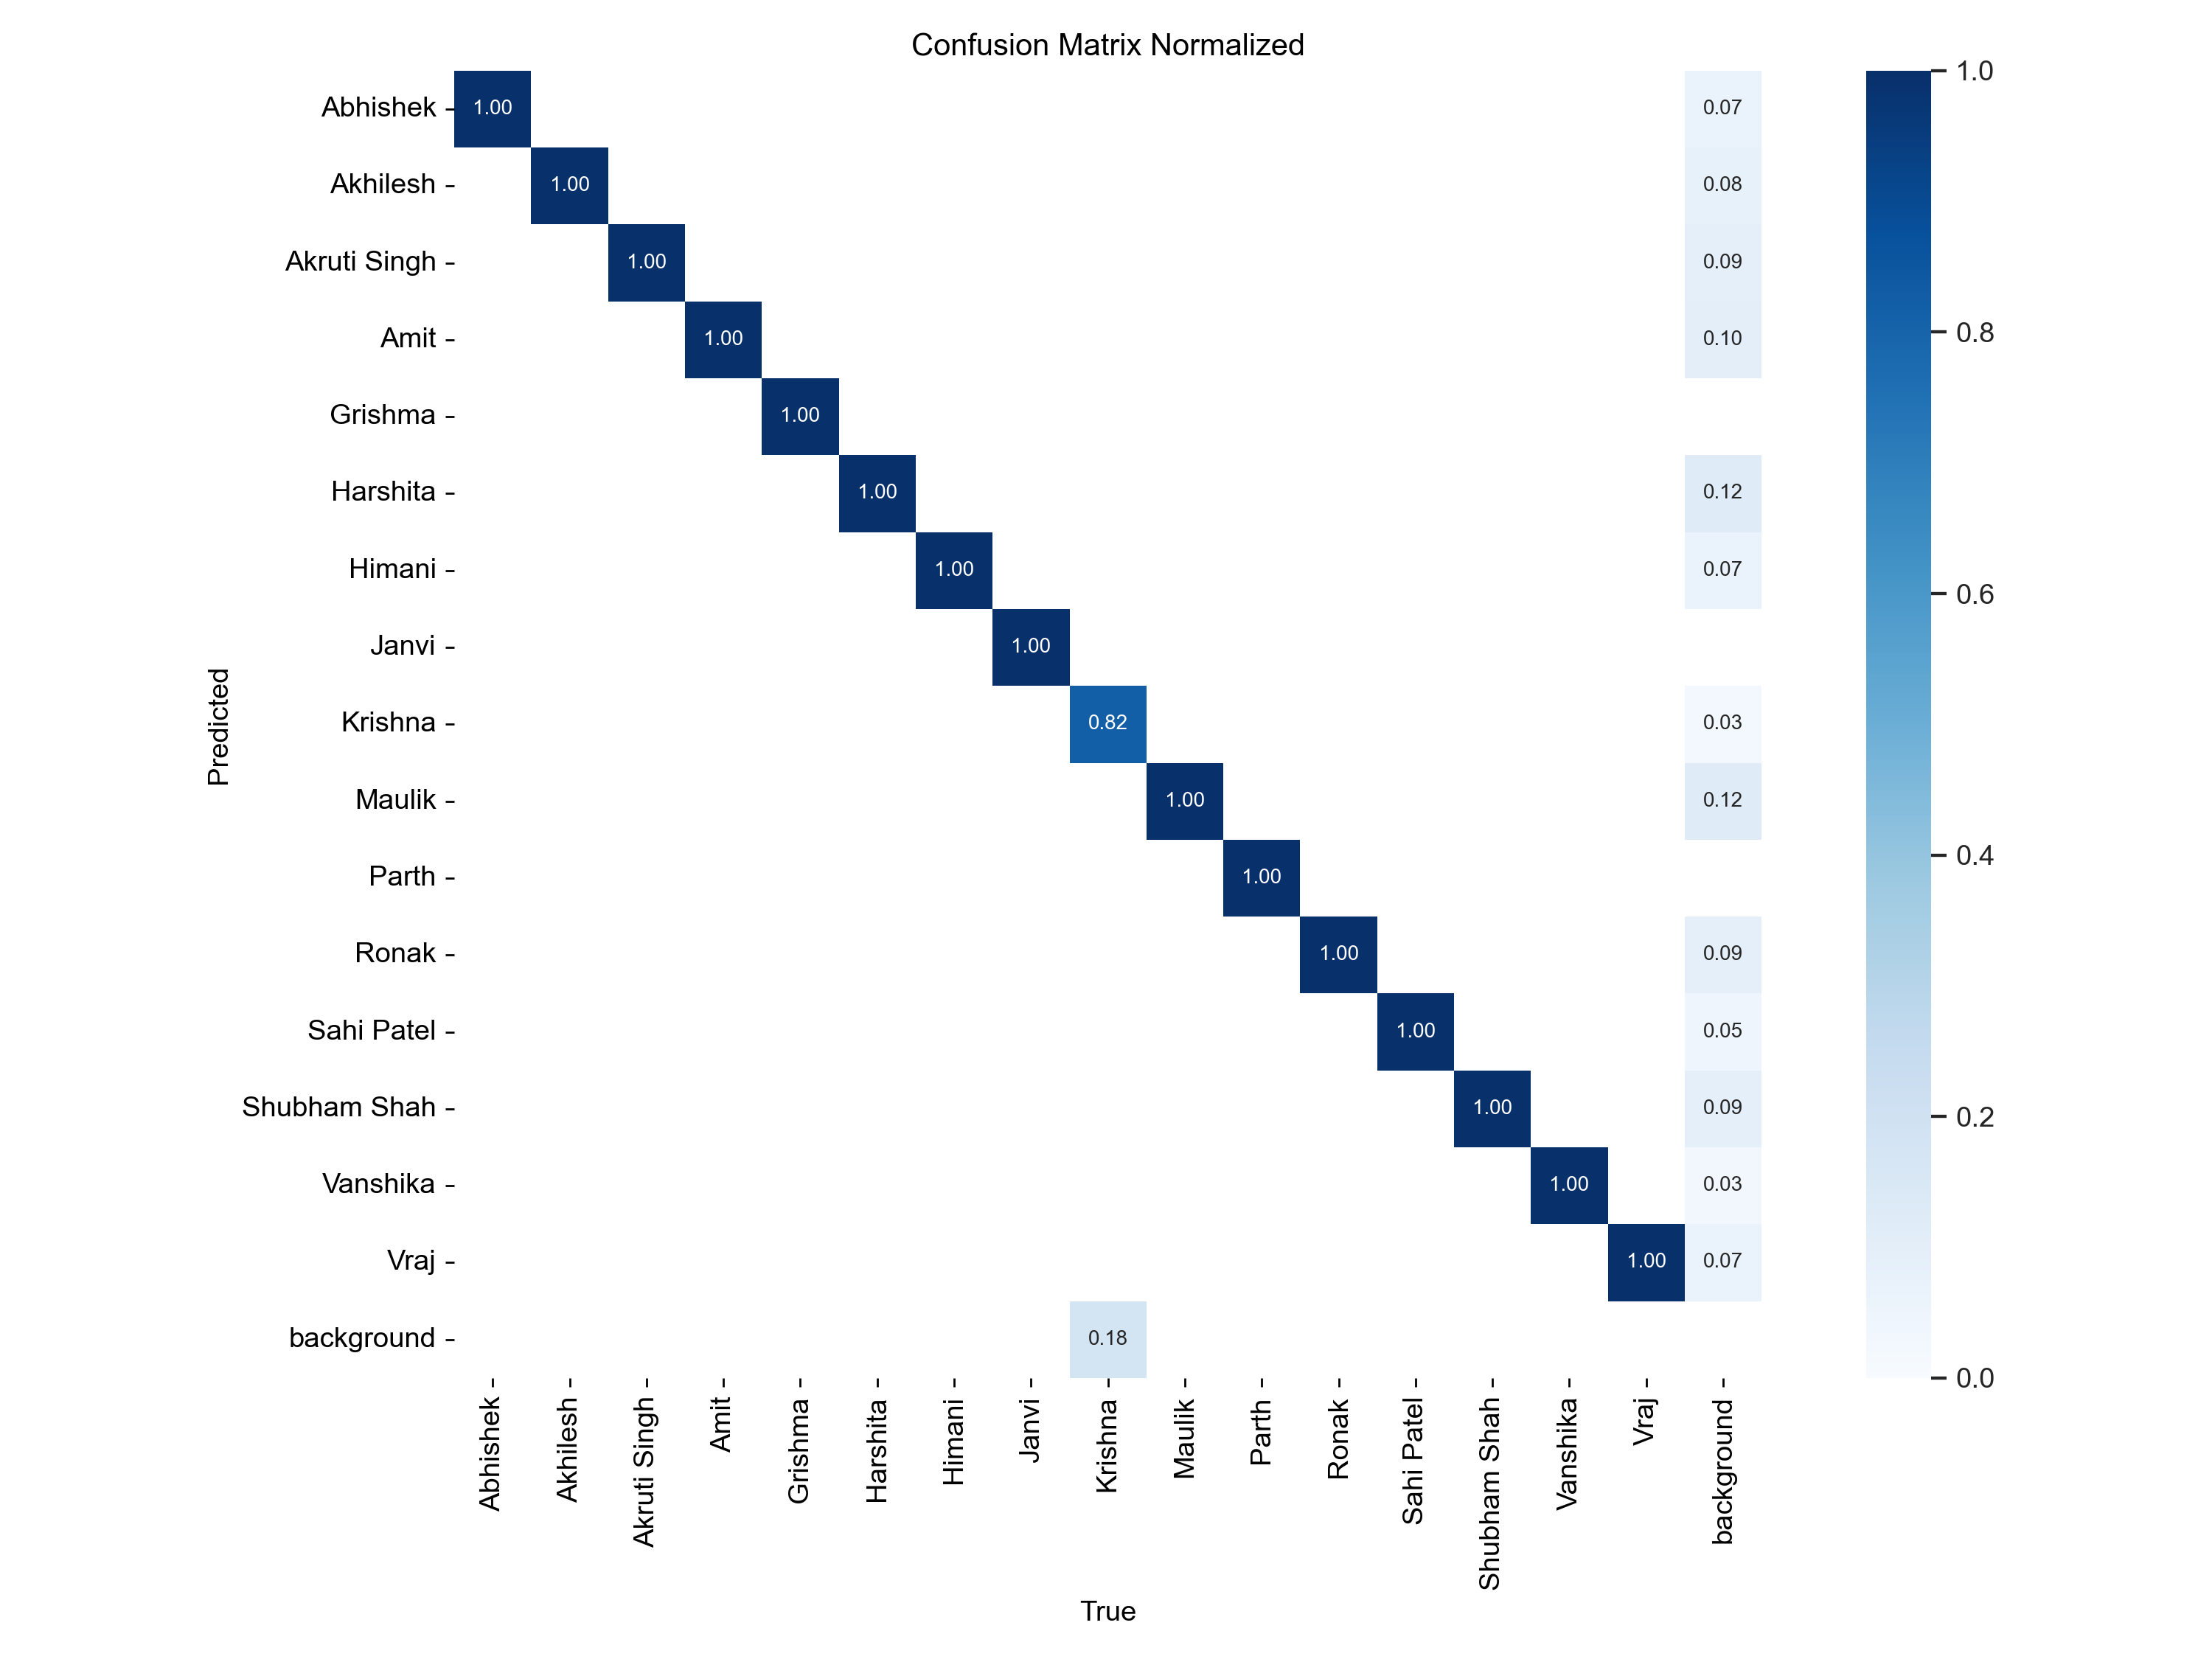 Confusion Matrix Normalized
Abhishek 1.00 0.07
Akhilesh 1.00 0.08
Akruti Singh 1.00 0.09
Amit 1.00 0.10
Grishma 1.00
Harshita 1.00 0.12
Himani 1.00 0.07
Janvi 1.00
Krishna 0.82 0.03
Maulik 1.00 0.12
Parth 1.00
Ronak 1.00 0.09
Sahi Patel 1.00 0.05
Shubham Shah 1.00 0.09
Vanshika 1.00 0.03
Vraj 1.00 0.07
background 0.18
Predicted
Abhishek
Akhilesh
Akruti Singh
Amit
Grishma
Harshita
Himani
Janvi
Krishna
Maulik
Parth
Ronak
Sahi Patel
Shubham Shah
Vanshika
Vraj
background
True
1.0
0.8
0.6
0.4
0.2
0.0